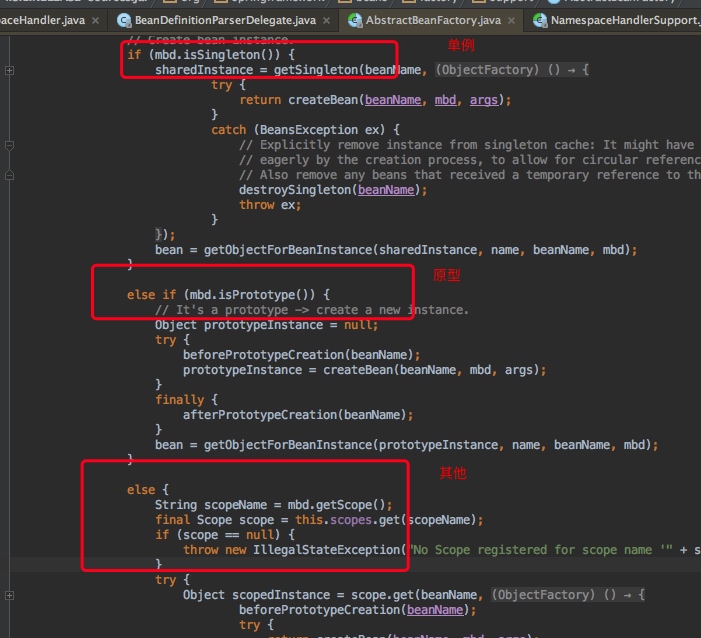 aceHandler.java × BeanDefinitionParserDelegate.java × AbstractBeanFactory.java × NamespaceHandlerSupport.
// Create bean instance.
if (mbd.isSingleton()) { 单例
sharedInstance = getSingleton(beanName, (ObjectFactory) () → {
try {
return createBean(beanName, mbd, args);
}
catch (BeansException ex) {
// Explicitly remove instance from singleton cache: It might have
// eagerly by the creation process, to allow for circular referenc
// Also remove any beans that received a temporary reference to th
destroySingleton(beanName);
throw ex;
}
});
bean = getObjectForBeanInstance(sharedInstance, name, beanName, mbd);
}
原型
else if (mbd.isPrototype()) {
// It's a prototype -> create a new instance.
Object prototypeInstance = null;
try {
beforePrototypeCreation(beanName);
prototypeInstance = createBean(beanName, mbd, args);
}
finally {
afterPrototypeCreation(beanName);
}
bean = getObjectForBeanInstance(prototypeInstance, name, beanName, mbd);
}
其他
else {
String scopeName = mbd.getScope();
final Scope scope = this.scopes.get(scopeName);
if (scope == null) {
throw new IllegalStateException("No Scope registered for scope name '" + s
}
try {
Object scopedInstance = scope.get(beanName, (ObjectFactory) () → {
beforePrototypeCreation(beanName);
try {
return createBean(beanName, mbd, args);